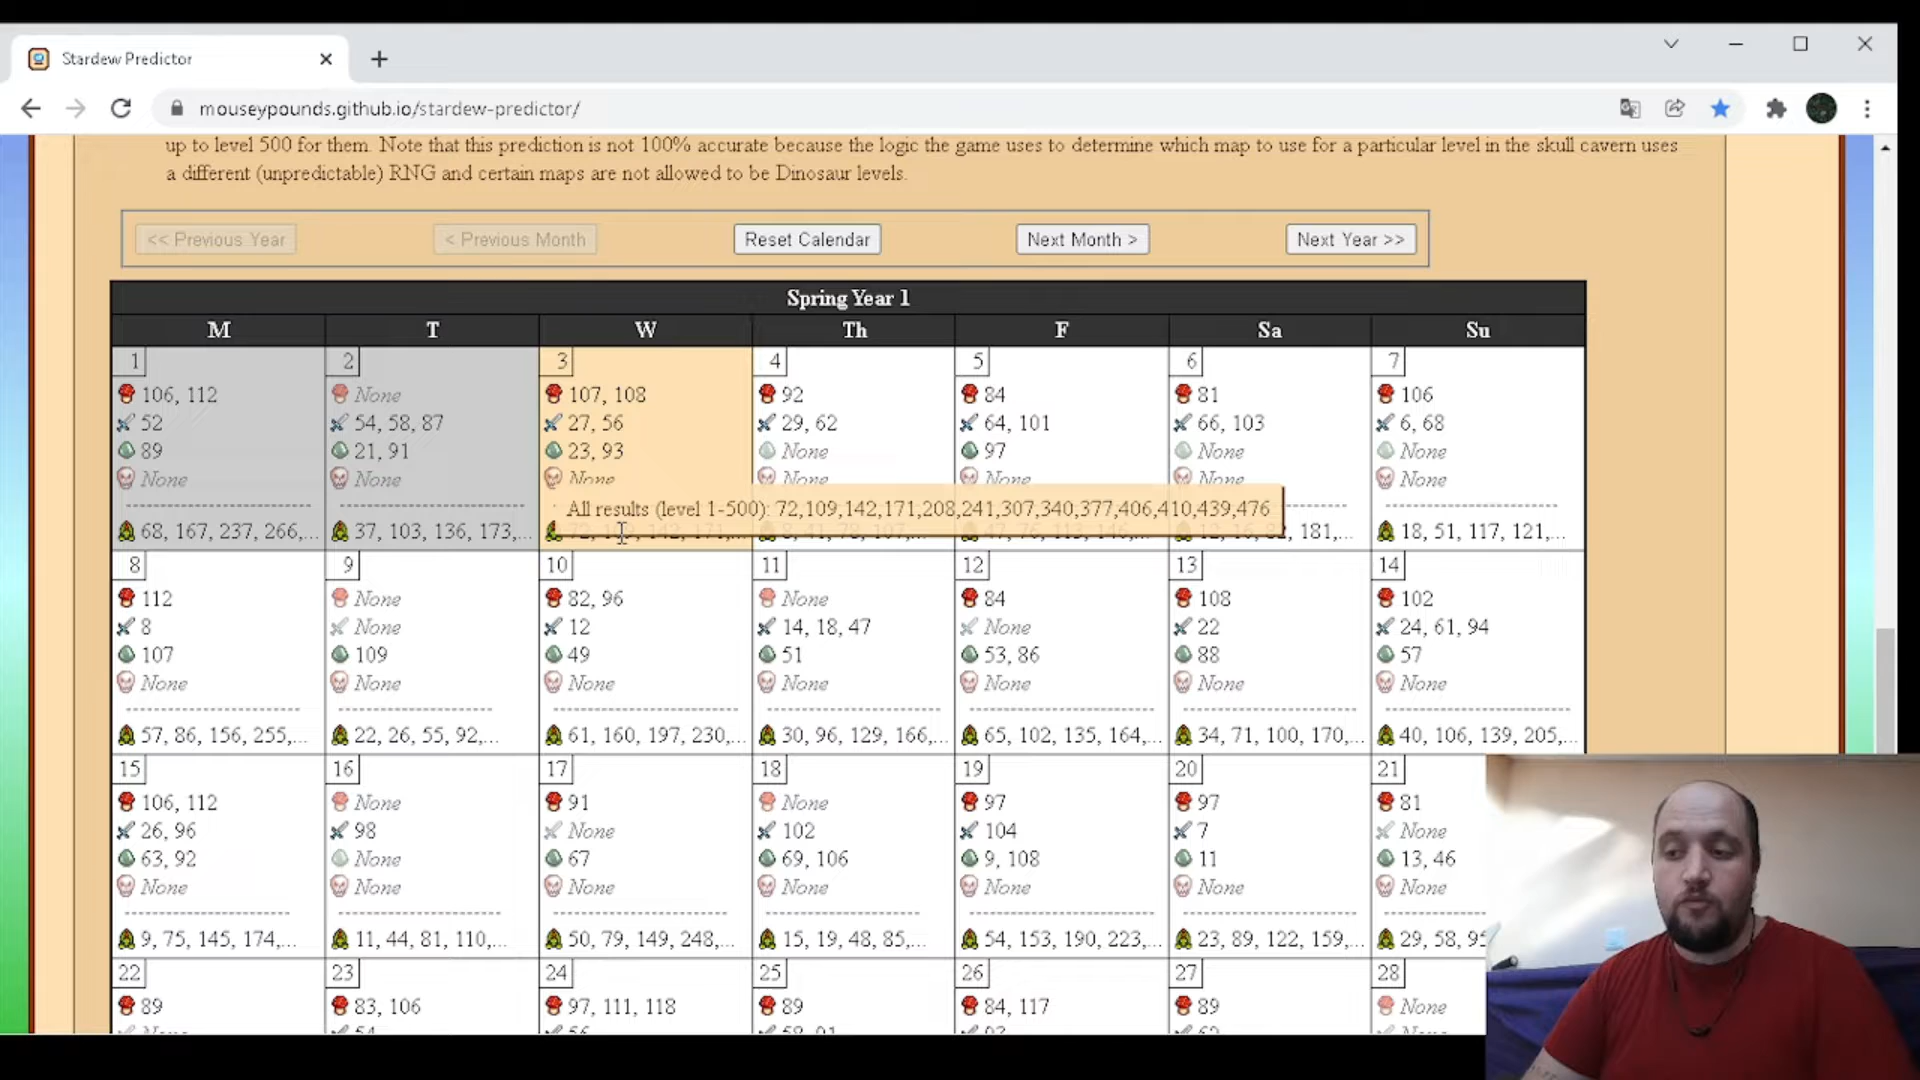 Stardew Predictor
mouseypounds.github.io/stardew-predictor/
up to level 500 for them. Note that this prediction is not 100% accurate because the logic the game uses to determine which map to use for a particular level in the skull cavern uses
a different (unpredictable) RNG and certain maps are not allowed to be Dinosaur levels.
<< Previous Year < Previous Month Reset Calendar Next Month > Next Year >>
Spring Year 1
M T W Th F Sa Su
1 2 3 4 5 6 7
106, 112 None 107, 108 92 84 81 106
52 54, 58, 87 27, 56 29, 62 64, 101 66, 103 6, 68
89 21, 91 23, 93 None 97 None None
None None None None None None None
All results (level 1-500): 72,109,142,171,208,241,307,340,377,406,410,439,476
68, 167, 237, 266,... 37, 103, 136, 173,... 181,... 18, 51, 117, 121,...
8 9 10 11 12 13 14
112 None 82, 96 None 84 108 102
8 None 12 14, 18, 47 None 22 24, 61, 94
107 109 49 51 53, 86 88 57
None None None None None None None
57, 86, 156, 255,... 22, 26, 55, 92,... 61, 160, 197, 230,... 30, 96, 129, 166,... 65, 102, 135, 164,... 34, 71, 100, 170,... 40, 106, 139, 205,...
15 16 17 18 19 20 21
106, 112 None 91 None 97 97 81
26, 96 98 None 102 104 7 None
63, 92 None 67 69, 106 9, 108 11 13, 46
None None None None None None None
9, 75, 145, 174,... 11, 44, 81, 110,... 50, 79, 149, 248,... 15, 19, 48, 85,... 54, 153, 190, 223,... 23, 89, 122, 159,... 29, 58, 95
22 23 24 25 26 27 28
89 83, 106 97, 111, 118 89 84, 117 89 None